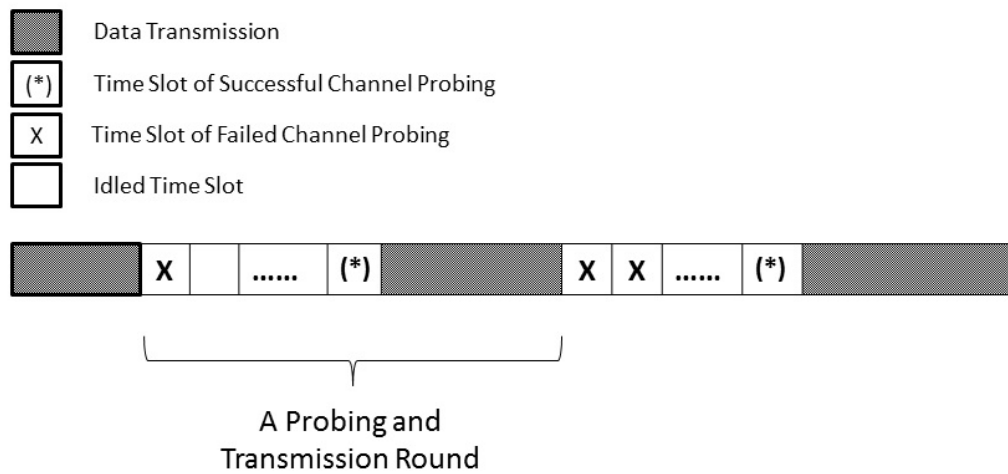 Data Transmission
(*) Time Slot of Successful Channel Probing
X Time Slot of Failed Channel Probing
Idled Time Slot
X ...... (*) X X ...... (*)
A Probing and
Transmission Round